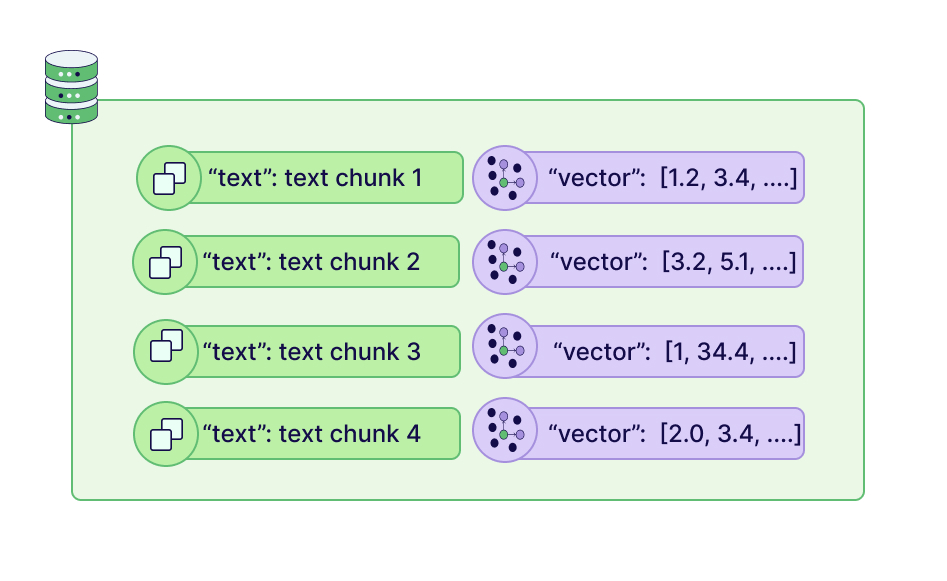 “text”: text chunk 1 “vector”: [1.2, 3.4, ....]
“text”: text chunk 2 “vector”: [3.2, 5.1, ....]
“text”: text chunk 3 “vector”: [1, 34.4, ....]
“text”: text chunk 4 “vector”: [2.0, 3.4, ....]